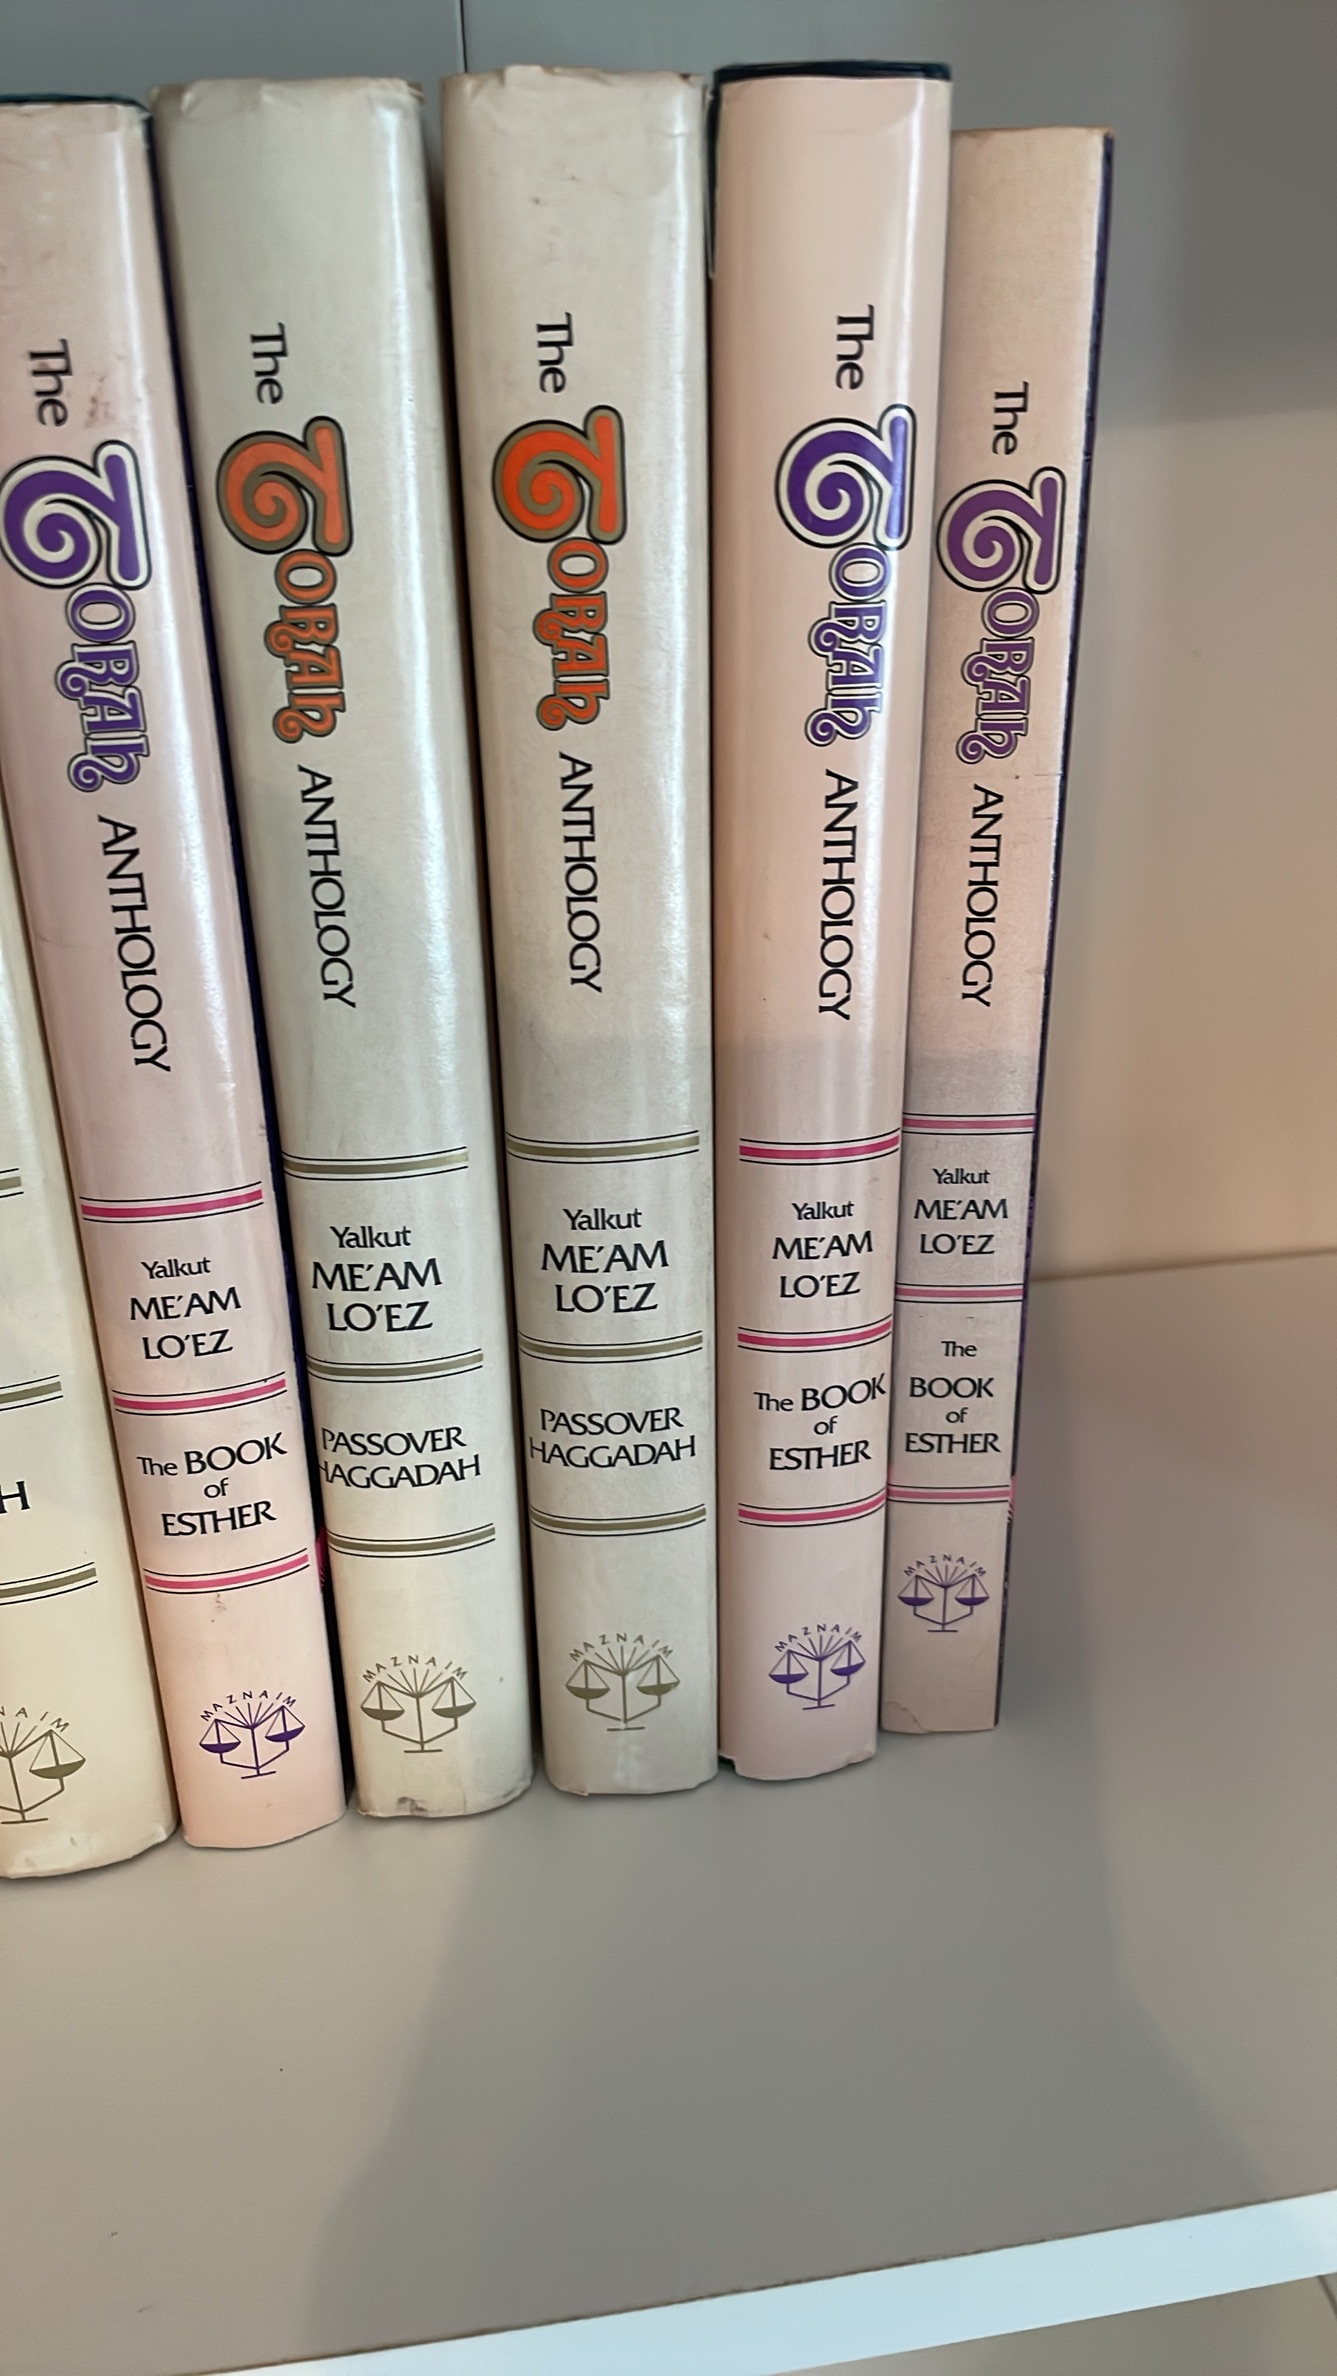 H
The Torah ANTHOLOGY
Yalkut
ME'AM
LO'EZ
The BOOK
of
ESTHER
MAZNAIM
The Torah ANTHOLOGY
Yalkut
ME'AM
LO'EZ
PASSOVER
HAGGADAH
MAZNAIM
The Torah ANTHOLOGY
Yalkut
ME'AM
LO'EZ
PASSOVER
HAGGADAH
MAZNAIM
The Torah ANTHOLOGY
Yalkut
ME'AM
LO'EZ
The BOOK
of
ESTHER
MAZNAIM
The Torah ANTHOLOGY
Yalkut
ME'AM
LO'EZ
The
BOOK
of
ESTHER
MAZNAIM